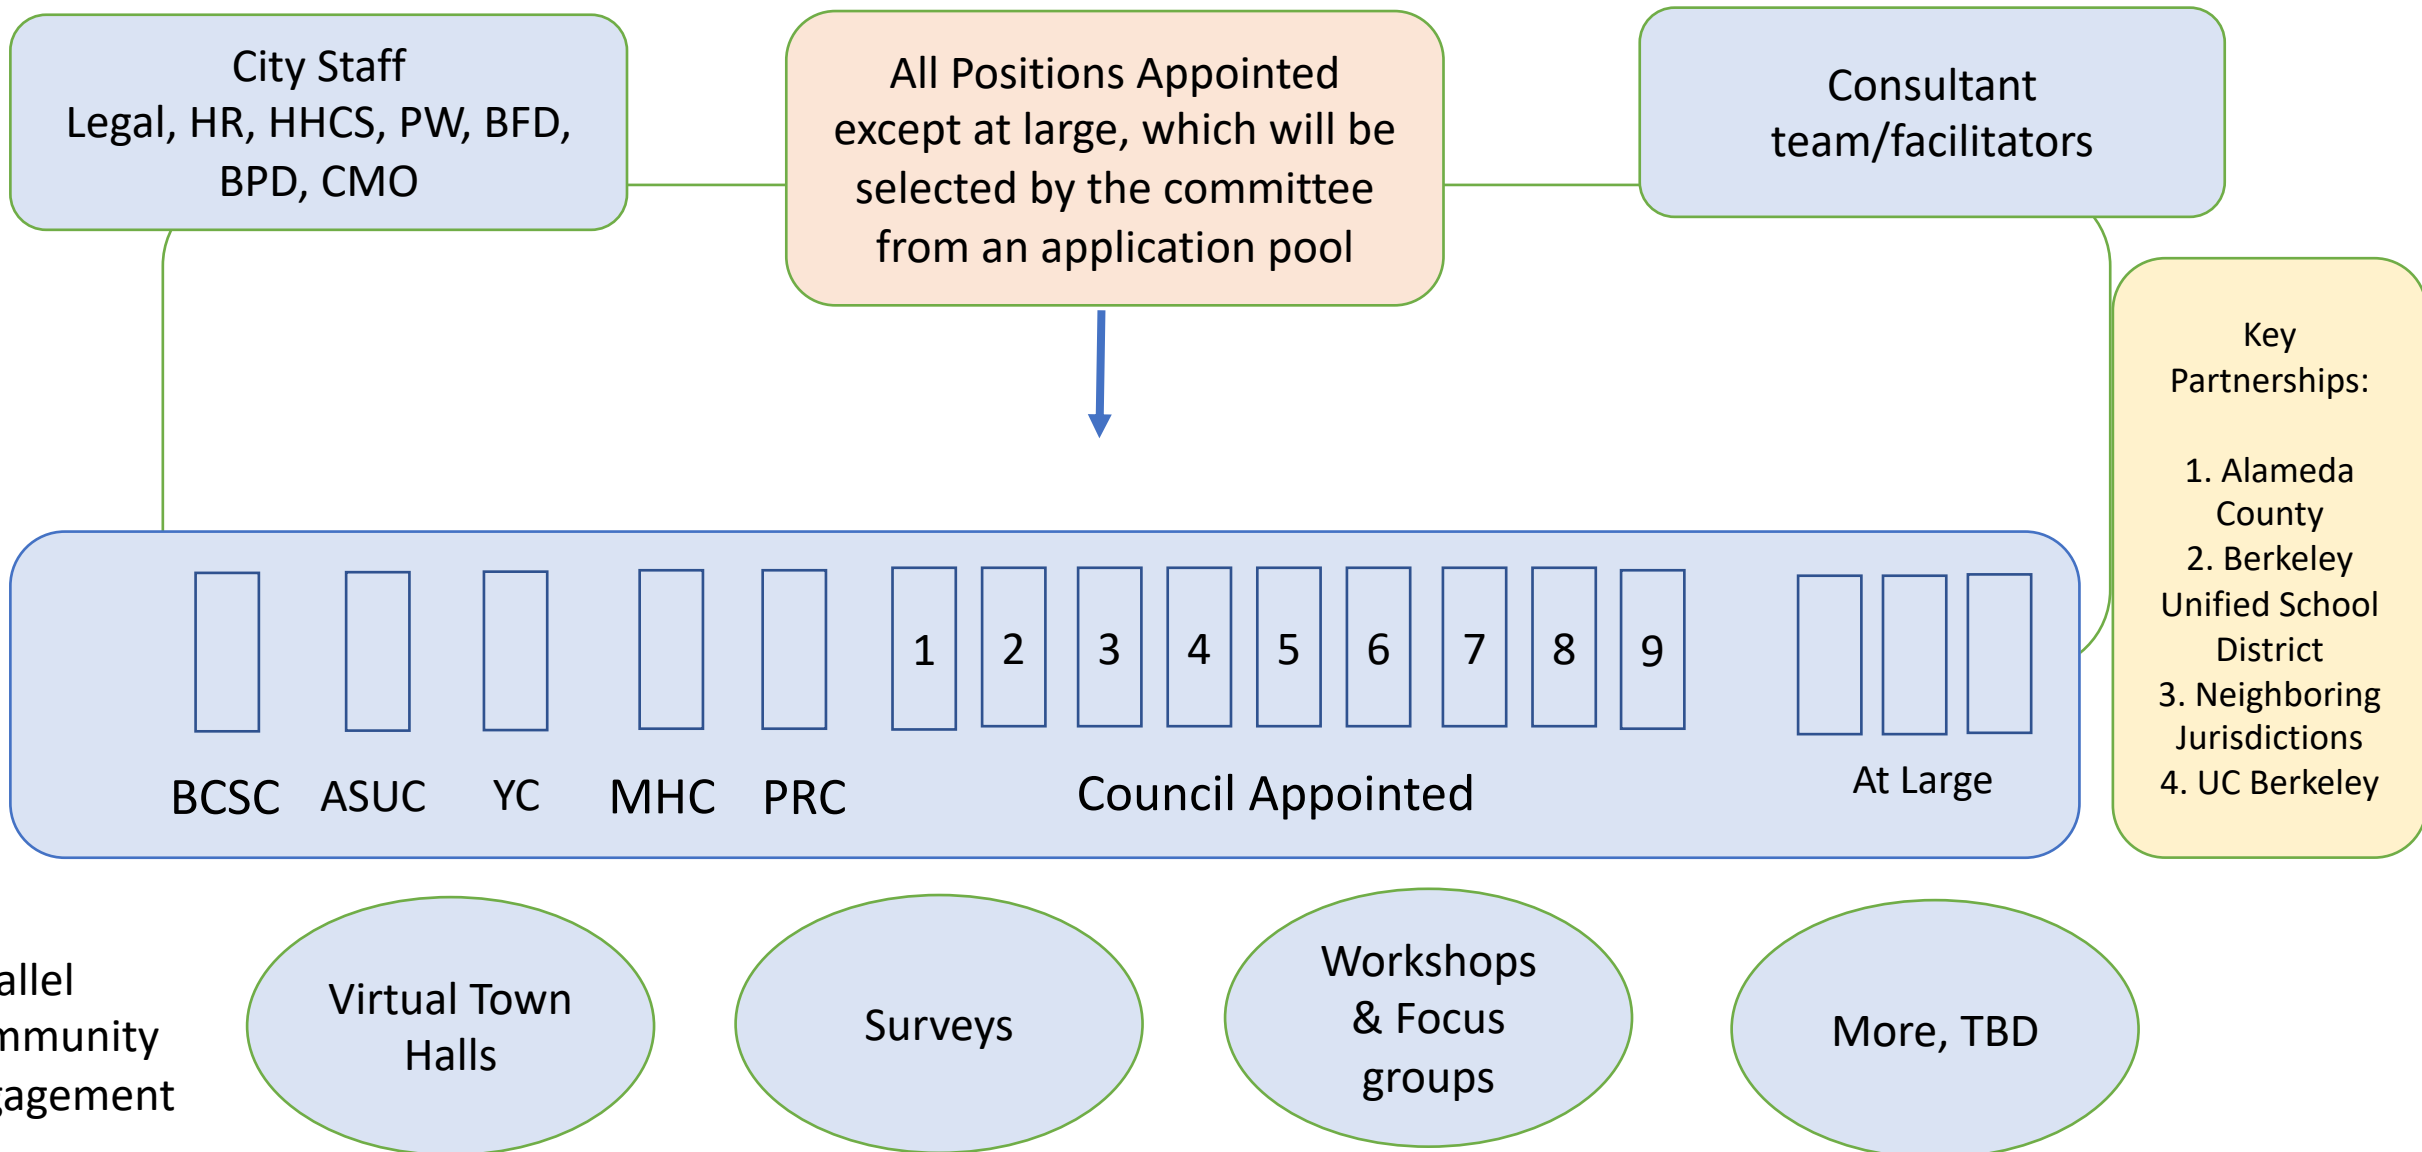 City Staff
Legal, HR, HHCS, PW, BFD,
BPD, CMO
All Positions Appointed
except at large, which will be
selected by the committee
from an application pool
Consultant
team/facilitators
Key
Partnerships:
1. Alameda
County
2. Berkeley
Unified School
District
3. Neighboring
Jurisdictions
4. UC Berkeley
1 2 3 4 5 6 7 8 9
BCSC ASUC YC MHC PRC Council Appointed At Large
allel
mmunity
gagement
Virtual Town
Halls
Surveys
Workshops
& Focus
groups
More, TBD